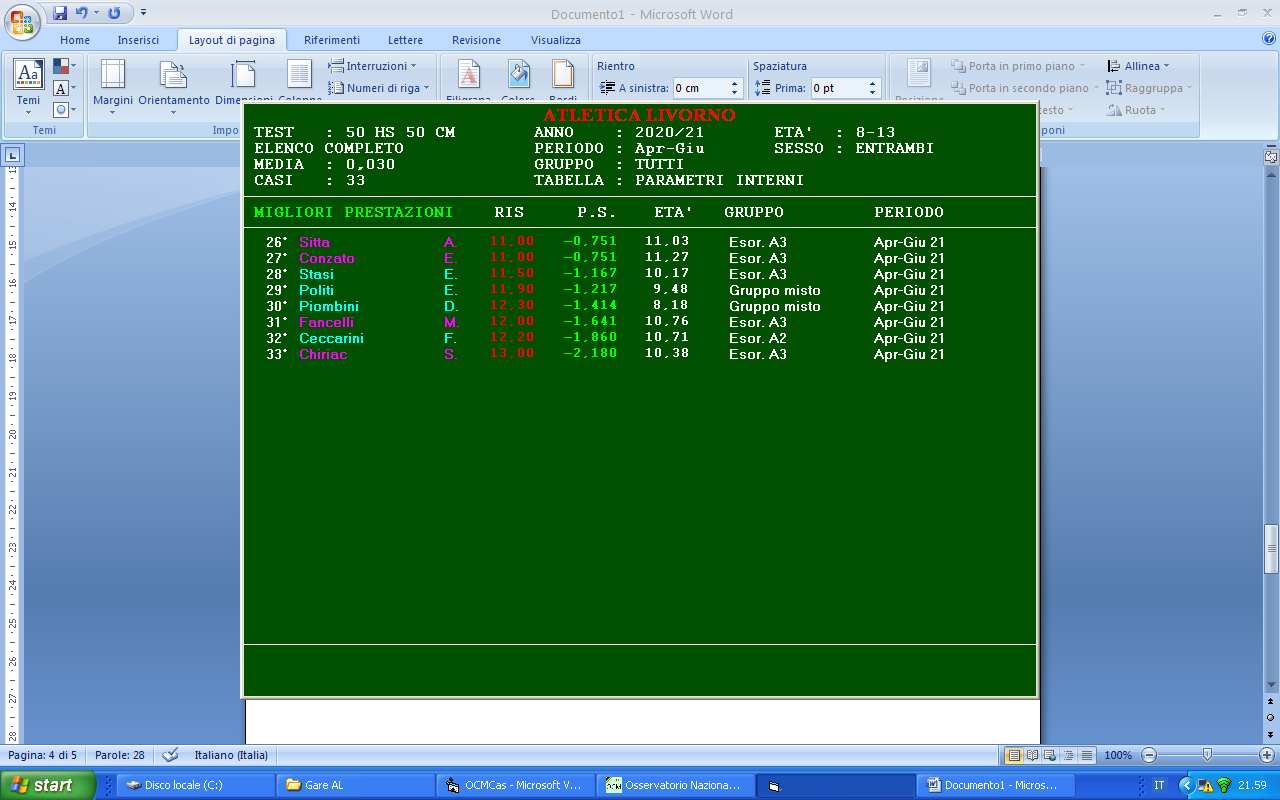 Documento1 - Microsoft Word
Home Inserisci Layout di pagina Riferimenti Lettere Revisione Visualizza
Temi Margini Orientamento Dimensioni Colonne Interruzioni Numeri di riga Filigrana Colore Bordi Rientro A sinistra: 0 cm Spaziatura Prima: 0 pt Posizione Porta in primo piano Porta in secondo piano Allinea Raggruppa Ruota
Temi
ATLETICA LIVORNO
TEST : 50 HS 50 CM ANNO : 2020/21 ETA' : 8-13
ELENCO COMPLETO PERIODO : Apr-Giu SESSO : ENTRAMBI
MEDIA : 0,030 GRUPPO : TUTTI
CASI : 33 TABELLA : PARAMETRI INTERNI
MIGLIORI PRESTAZIONI RIS P.S. ETA' GRUPPO PERIODO
26° Sitta A. 11,00 -0,751 11,03 Esor. A3 Apr-Giu 21
27° Conzato E. 11,00 -0,751 11,27 Esor. A3 Apr-Giu 21
28° Stasi E. 11,50 -1,167 10,17 Esor. A3 Apr-Giu 21
29° Politi E. 11,90 -1,217 9,48 Gruppo misto Apr-Giu 21
30° Piombini D. 12,30 -1,414 8,18 Gruppo misto Apr-Giu 21
31° Fancelli M. 12,00 -1,641 10,76 Esor. A3 Apr-Giu 21
32° Ceccarini F. 12,20 -1,860 10,71 Esor. A2 Apr-Giu 21
33° Chiriac S. 13,00 -2,180 10,38 Esor. A3 Apr-Giu 21
Pagina: 4 di 5 Parole: 28 Italiano (Italia) 100%
start Disco locale (C:) Gare AL OCMCas - Microsoft V... Osservatorio Naziona... Documento1 - Micros... IT 21.59